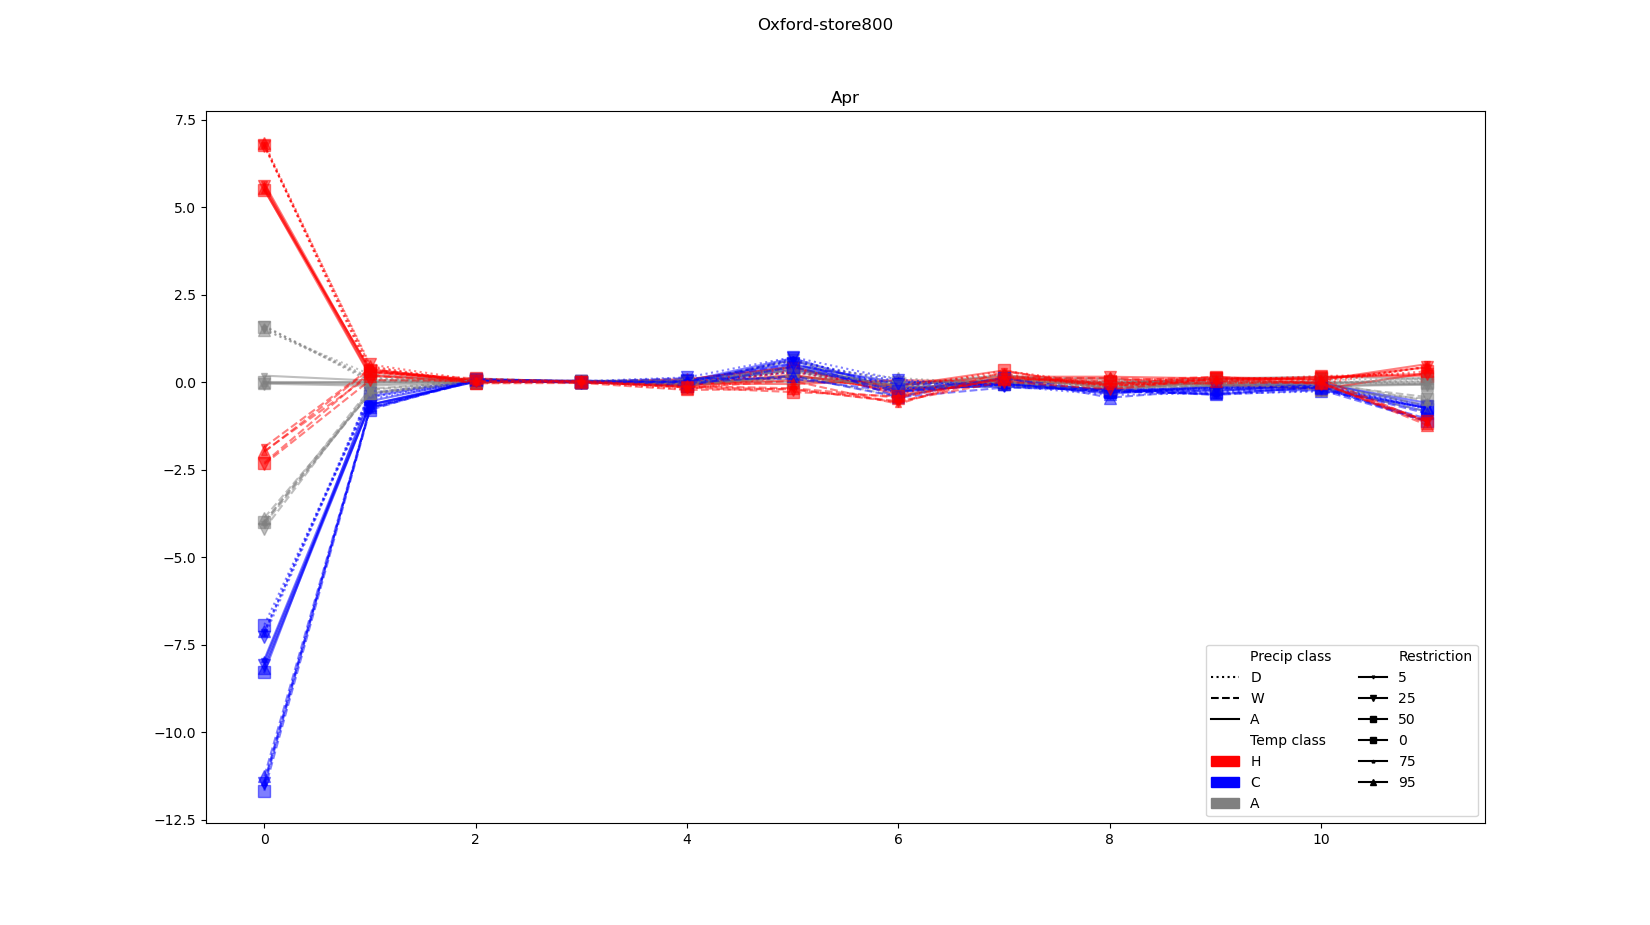 Oxford-store800
Apr
7.5
5.0
2.5
0.0
−2.5
−5.0
−7.5
−10.0
−12.5
0 2 4 6 8 10
Precip class
D
W
A
Temp class
H
C
A
Restriction
5
25
50
0
75
95